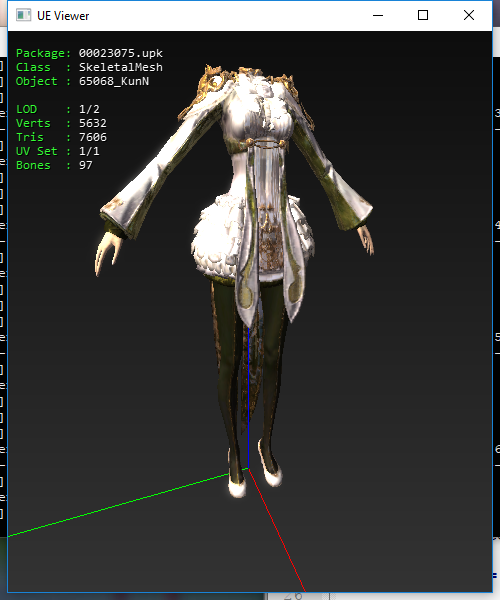 UE Viewer
Package: 00023075.upk
Class : SkeletalMesh
Object : 65068_KunN
LOD : 1/2
Verts : 5632
Tris : 7606
UV Set : 1/1
Bones : 97